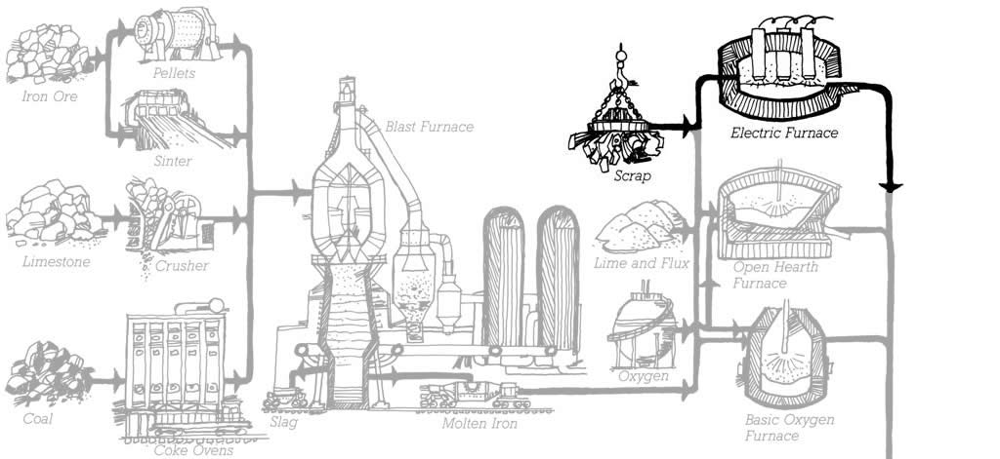 Pellets
Iron Ore
Blast Furnace
Electric Furnace
Sinter
Scrap
Limestone
Crusher
Lime and Flux
Open Hearth
Furnace
Oxygen
Coal
Slag
Molten Iron
Basic Oxygen
Furnace
Coke Ovens